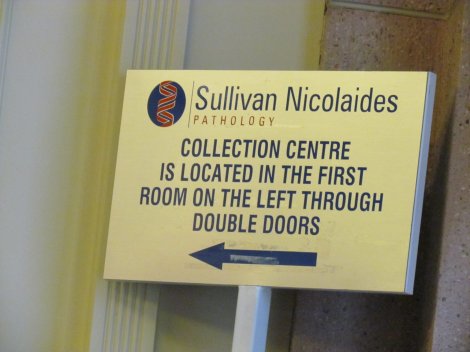 Sullivan Nicolaides
PATHOLOGY
COLLECTION CENTRE
IS LOCATED IN THE FIRST
ROOM ON THE LEFT THROUGH
DOUBLE DOORS